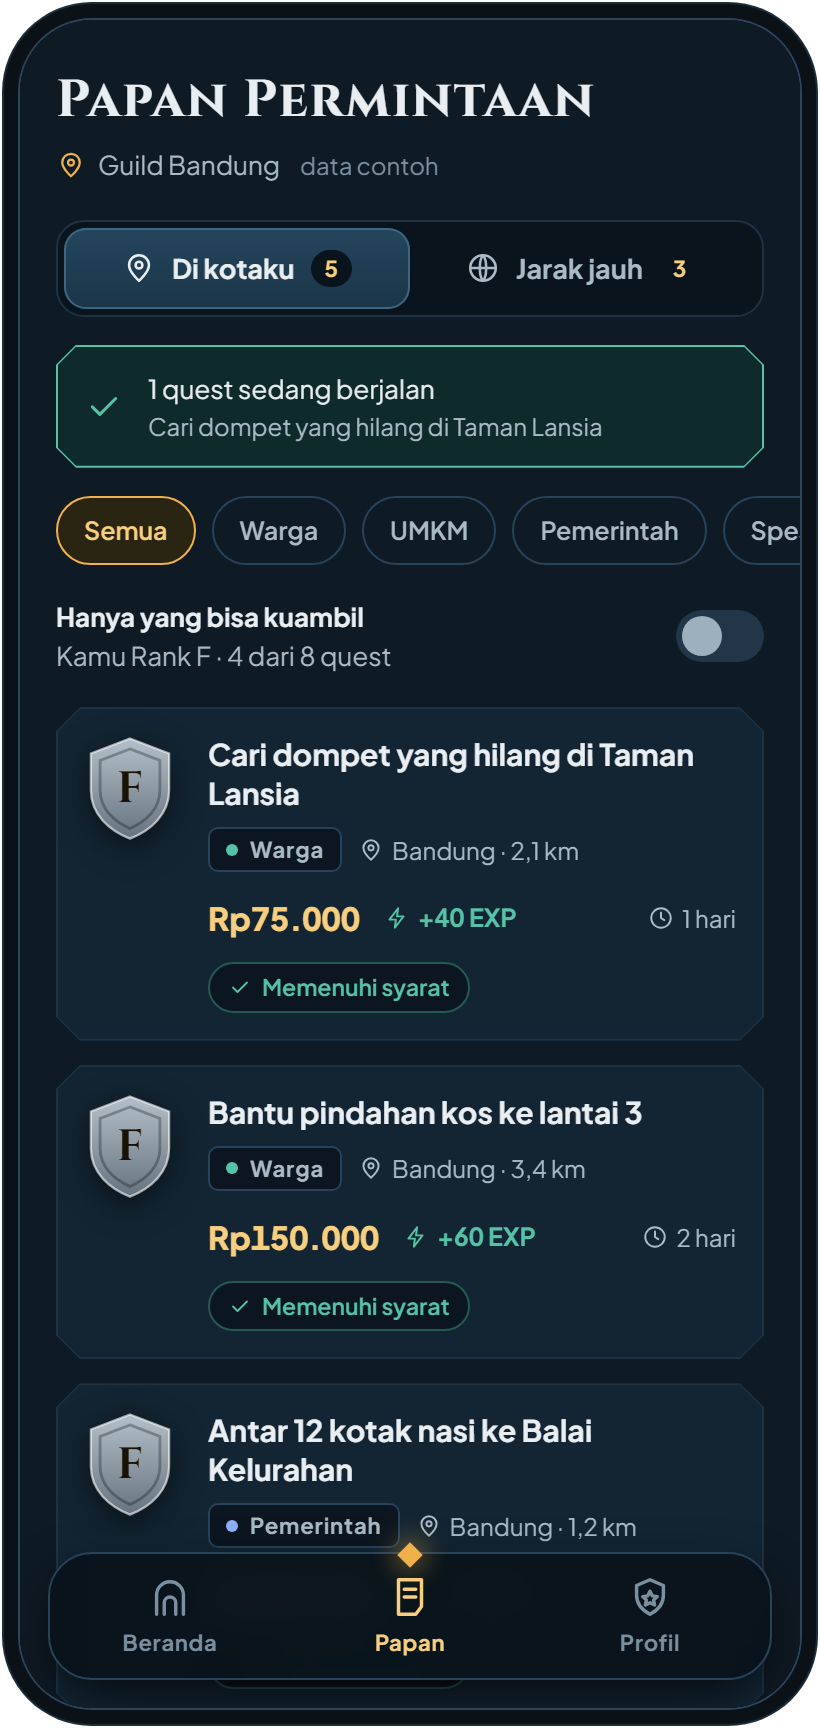 Papan Permintaan
Guild Bandung data contoh
Di kotaku 5 Jarak jauh 3
1 quest sedang berjalan
Cari dompet yang hilang di Taman Lansia
Semua Warga UMKM Pemerintah Spe
Hanya yang bisa kuambil
Kamu Rank F · 4 dari 8 quest
F
Cari dompet yang hilang di Taman
Lansia
Warga Bandung · 2,1 km
Rp75.000 +40 EXP 1 hari
Memenuhi syarat
F
Bantu pindahan kos ke lantai 3
Warga Bandung · 3,4 km
Rp150.000 +60 EXP 2 hari
Memenuhi syarat
F
Antar 12 kotak nasi ke Balai
Kelurahan
Pemerintah Bandung · 1,2 km
Beranda Papan Profil